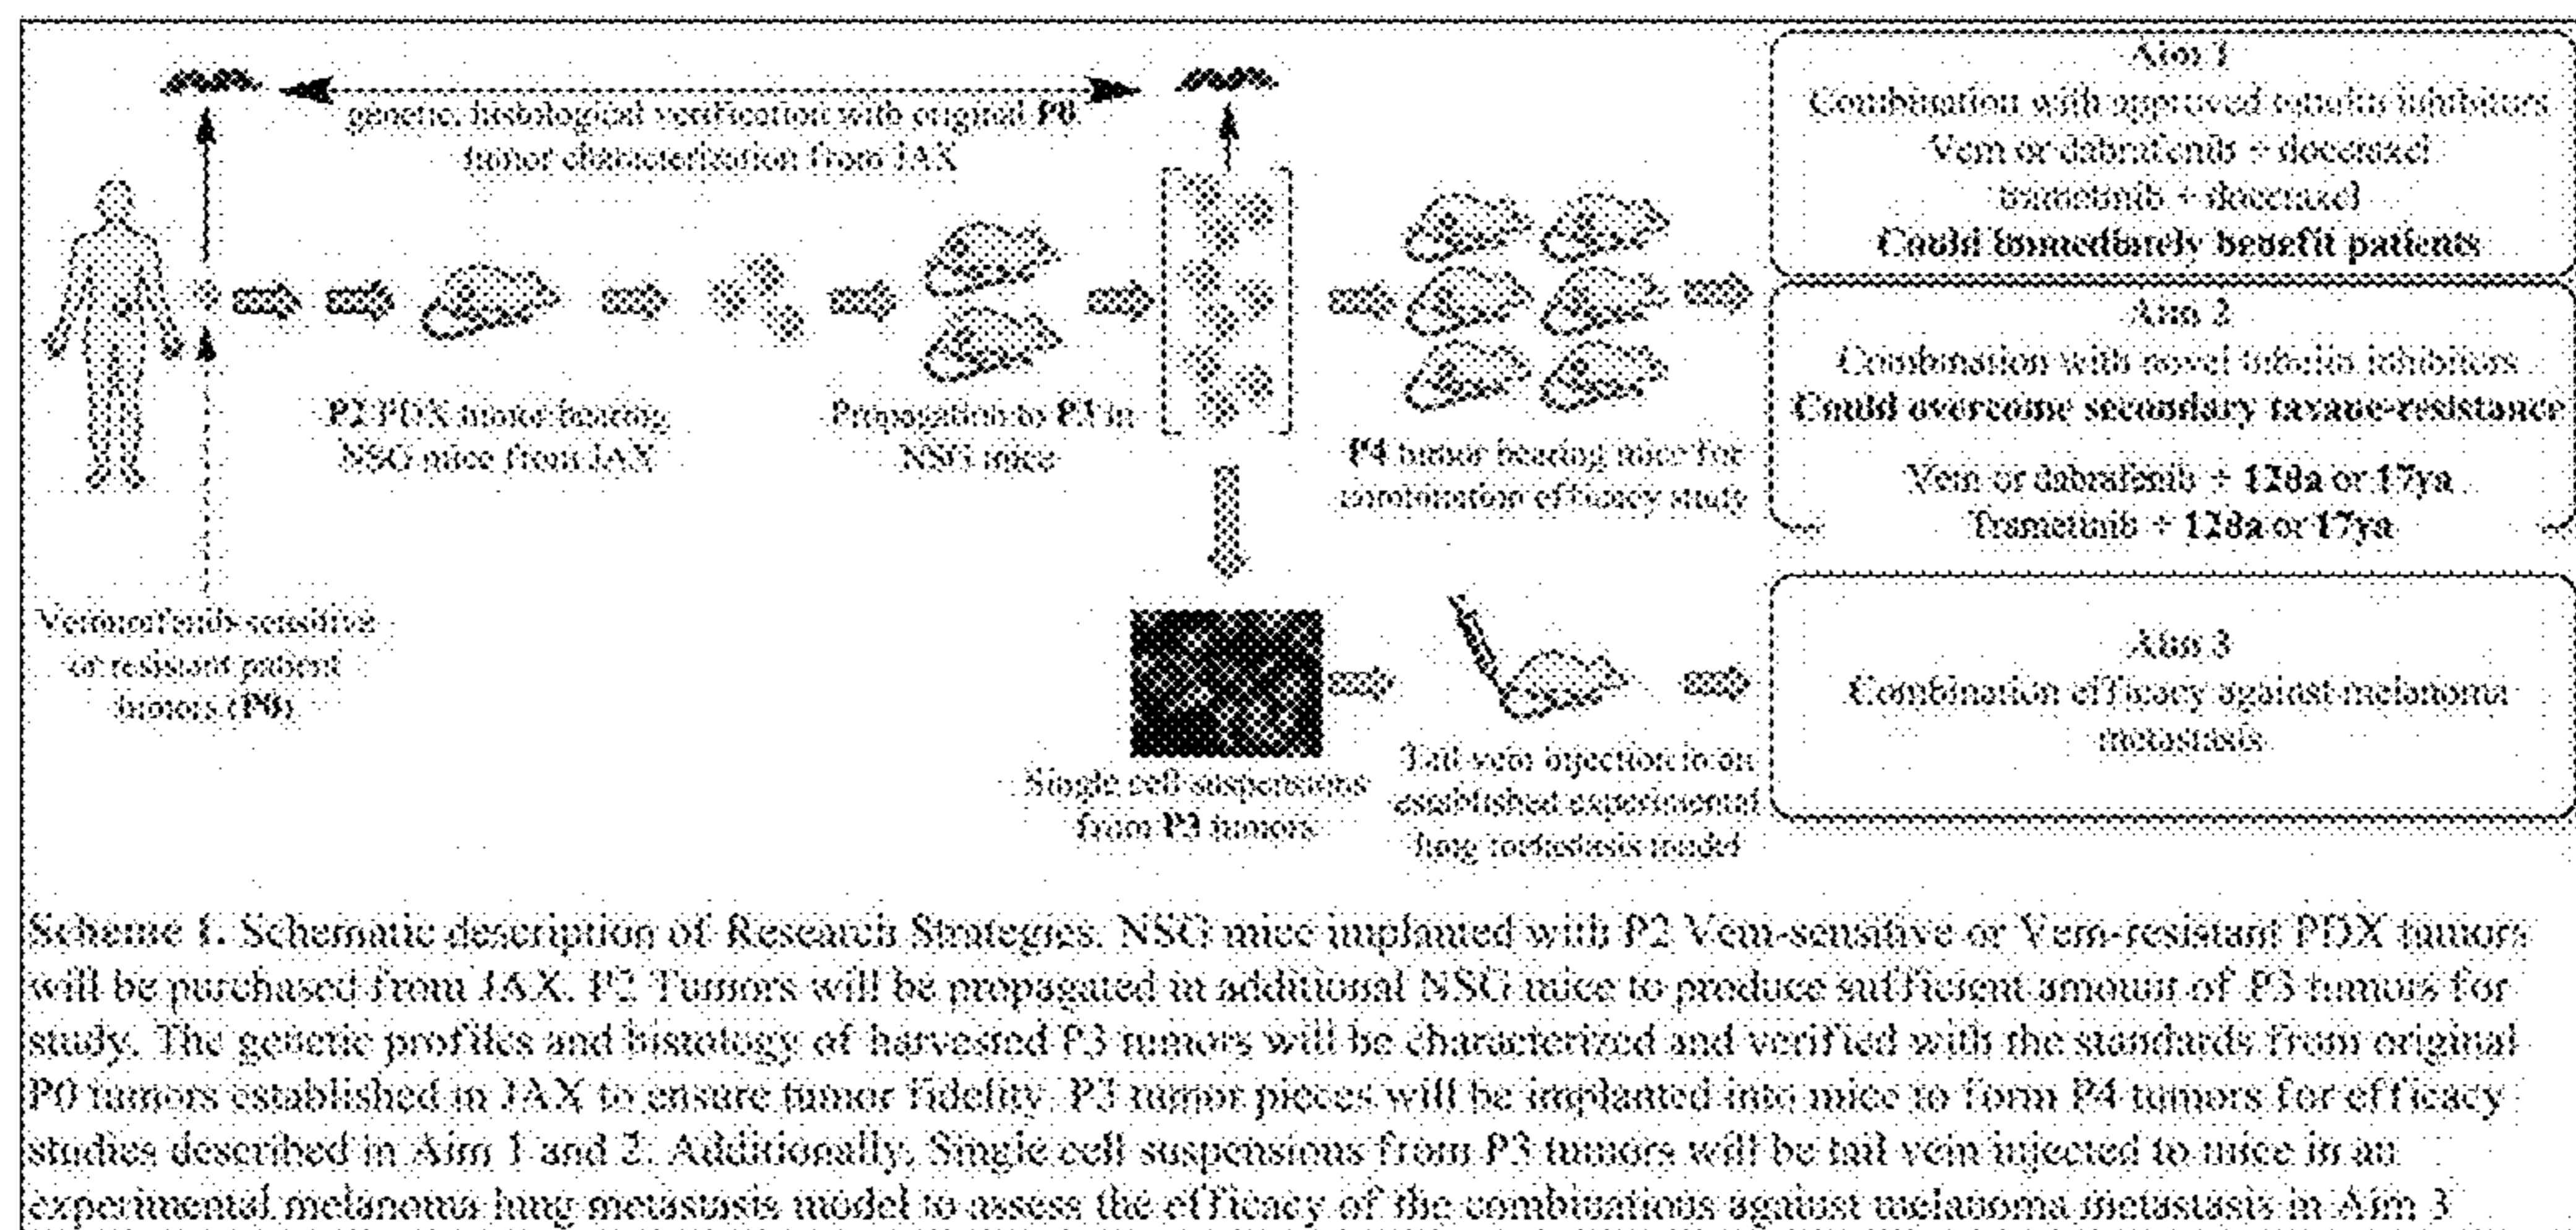 genetic, histological verification with original P0
tumor characterization from JAX
P2 PDX tumor bearing
NSG mice from JAX
Propagation to P3 in
NSG mice
P4 tumor bearing mice for
combination efficacy study
Vemurafenib sensitive
or resistant patient
tumors (P0)
Single cell suspensions
from P3 tumors
Tail vein injection in an
established experimental
lung metastasis model
Aim 1
Combination with approved tubulin inhibitors
Vem or dabrafenib + docetaxel
trametinib + docetaxel
Could immediately benefit patients
Aim 2
Combination with novel tubulin inhibitors
Could overcome secondary taxane-resistance
Vem or dabrafenib + 128a or 17ya
Trametinib + 128a or 17ya
Aim 3
Combination efficacy against melanoma
metastasis
Scheme 1. Schematic description of Research Strategies. NSG mice implanted with P2 Vem-sensitive or Vem-resistant PDX tumors
will be purchased from JAX. P2 Tumors will be propagated in additional NSG mice to produce sufficient amount of P3 tumors for
study. The genetic profiles and histology of harvested P3 tumors will be characterized and verified with the standards from original
P0 tumors established in JAX to ensure tumor fidelity. P3 tumor pieces will be implanted into mice to form P4 tumors for efficacy
studies described in Aim 1 and 2. Additionally, Single cell suspensions from P3 tumors will be tail vein injected to mice in an
experimental melanoma lung metastasis model to assess the efficacy of the combinations against melanoma metastasis in Aim 3